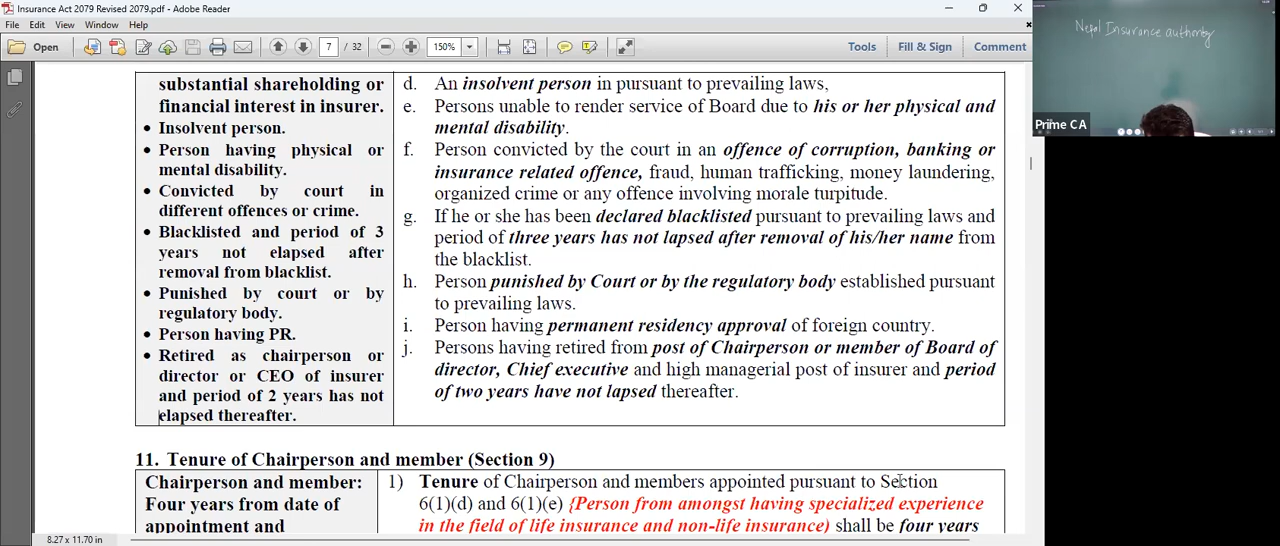 Insurance Act 2079 Revised 2079.pdf - Adobe Reader
File Edit View Window Help
Open 7 / 32 150% Tools Fill & Sign Comment
Nepal Insurance authority
Prime CA
substantial shareholding or
financial interest in insurer.
• Insolvent person.
• Person having physical or
mental disability.
• Convicted by court in
different offences or crime.
• Blacklisted and period of 3
years not elapsed after
removal from blacklist.
• Punished by court or by
regulatory body.
• Person having PR.
• Retired as chairperson or
director or CEO of insurer
and period of 2 years has not
elapsed thereafter.
d. An insolvent person in pursuant to prevailing laws,
e. Persons unable to render service of Board due to his or her physical and
mental disability.
f. Person convicted by the court in an offence of corruption, banking or
insurance related offence, fraud, human trafficking, money laundering,
organized crime or any offence involving morale turpitude.
g. If he or she has been declared blacklisted pursuant to prevailing laws and
period of three years has not lapsed after removal of his/her name from
the blacklist.
h. Person punished by Court or by the regulatory body established pursuant
to prevailing laws.
i. Person having permanent residency approval of foreign country.
j. Persons having retired from post of Chairperson or member of Board of
director, Chief executive and high managerial post of insurer and period
of two years have not lapsed thereafter.
11. Tenure of Chairperson and member (Section 9)
Chairperson and member:
Four years from date of
appointment and
1) Tenure of Chairperson and members appointed pursuant to Section
6(1)(d) and 6(1)(e) {Person from amongst having specialized experience
in the field of life insurance and non-life insurance) shall be four years
8.27 x 11.70 in